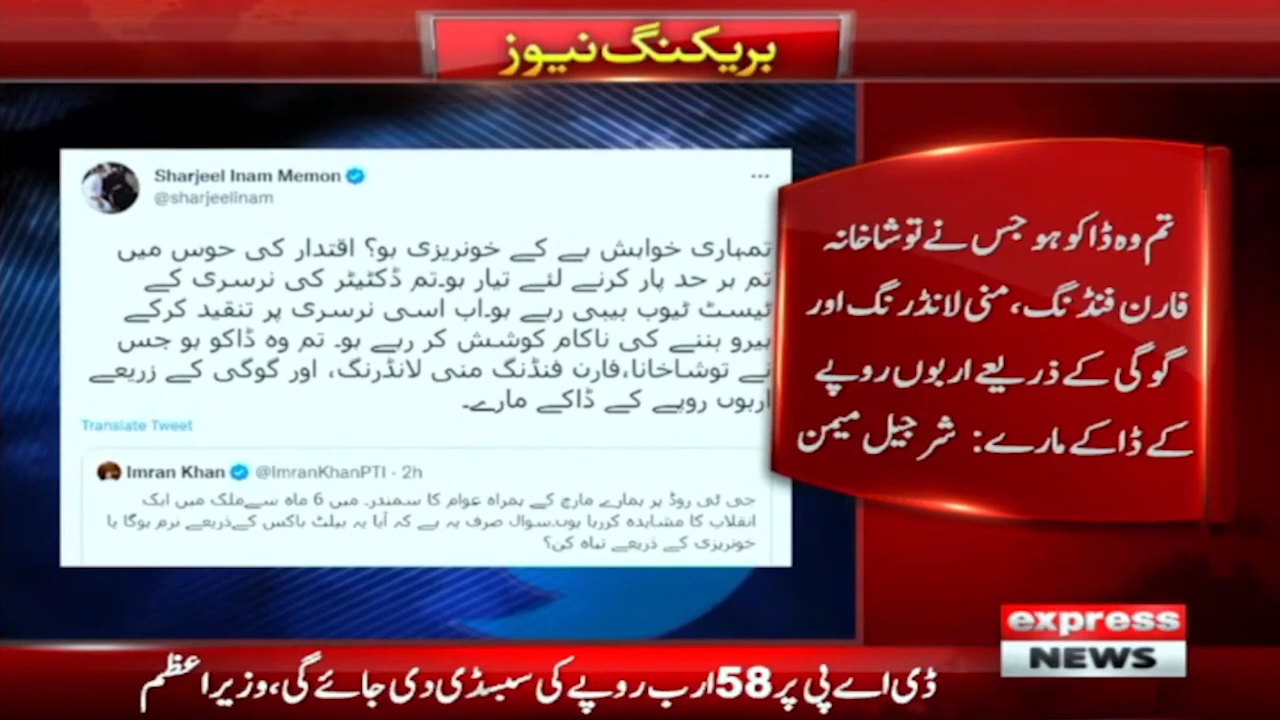 بریکنگ نیوز
Sharjeel Inam Memon
@sharjeelinam
تمہاری خواہش ہے کے خونریزی ہو؟ اقتدار کی حوس میں
تم ہر حد پار کرنے لئے تیار ہو۔تم ڈکٹیٹر کی نرسری کے
ٹیسٹ ٹیوب بیبی رہے ہو۔اب اسی نرسری پر تنقید کرکے
ہیرو بننے کی ناکام کوشش کر رہے ہو۔ تم وہ ڈاکو ہو جس
نے توشاخانا،فارن فنڈنگ منی لانڈرنگ، اور گوگی کے زریعے
اربوں روپے کے ڈاکے مارے۔
Translate Tweet
Imran Khan @ImranKhanPTI · 2h
جی ٹی روڈ پر ہمارے مارچ کے ہمراہ عوام کا سمندر۔ میں 6 ماہ سےملک میں ایک
انقلاب کا مشاہدہ کررہا ہوں۔سوال صرف یہ ہے کہ آیا یہ بیلٹ باکس کےذریعے نرم ہوگا یا
خونریزی کے ذریعے تباہ کن؟
تم وہ ڈاکو ہو جس نے توشاخانہ
فارن فنڈنگ، منی لانڈرنگ اور
گوگی کے ذریعے اربوں روپے
کے ڈاکے مارے: شرجیل میمن
express
NEWS
ڈی اے پی پر 58 ارب روپے کی سبسڈی دی جائے گی، وزیراعظم